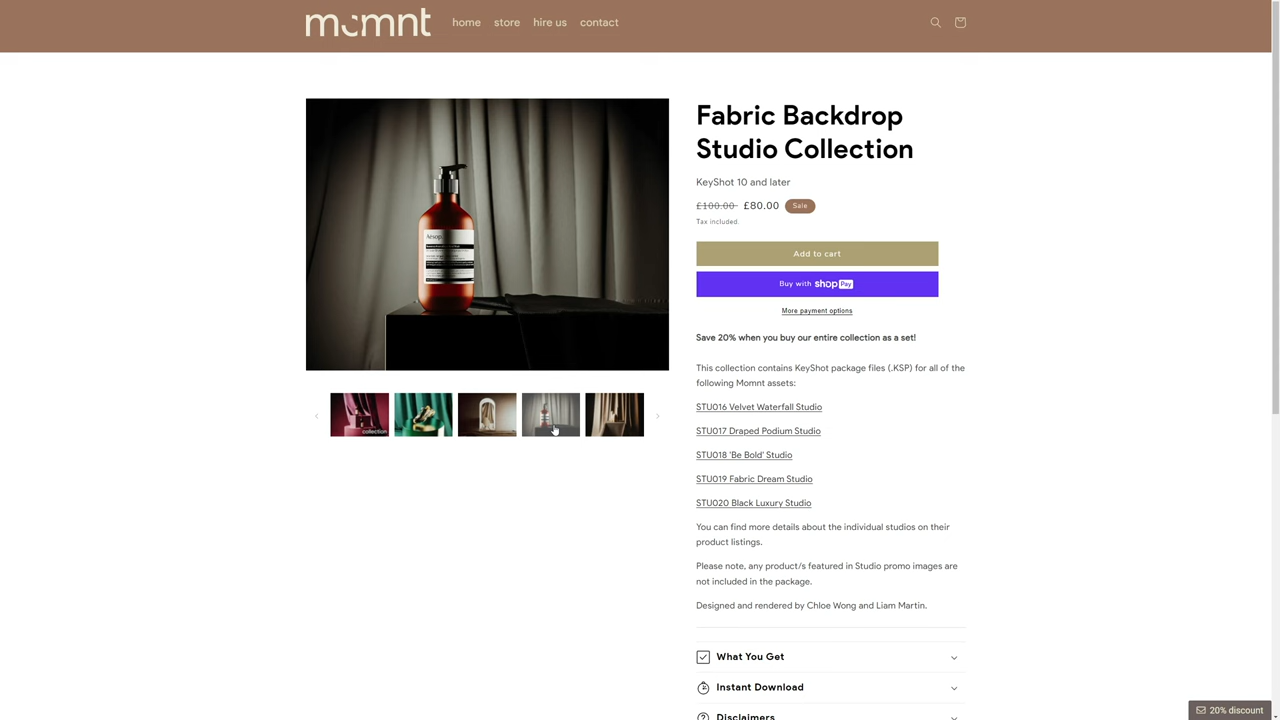 momnt
home store hire us contact
Fabric Backdrop
Studio Collection
KeyShot 10 and later
£100.00 £80.00 Sale
Tax included.
Add to cart
Buy with shop Pay
More payment options
Save 20% when you buy our entire collection as a set!
This collection contains KeyShot package files (.KSP) for all of the
following Momnt assets:
STU016 Velvet Waterfall Studio
STU017 Draped Podium Studio
STU018 'Be Bold' Studio
STU019 Fabric Dream Studio
STU020 Black Luxury Studio
You can find more details about the individual studios on their
product listings.
Please note, any product/s featured in Studio promo images are
not included in the package.
Designed and rendered by Chloe Wong and Liam Martin.
What You Get
Instant Download
Disclaimers
Aēsop
collection
20% discount